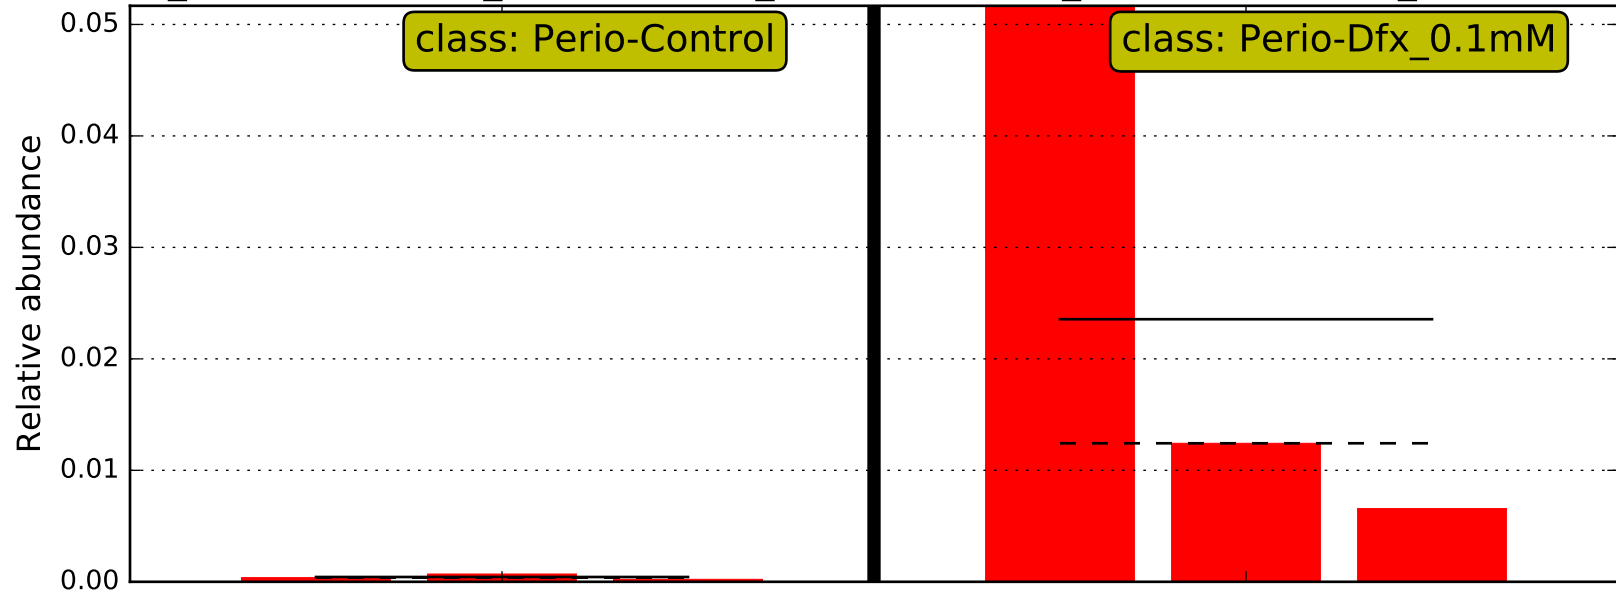 0.05
class: Perio-Control
class: Perio-Dfx_0.1mM
0.04
0.03
0.02
0.01
0.00
Relative abundance